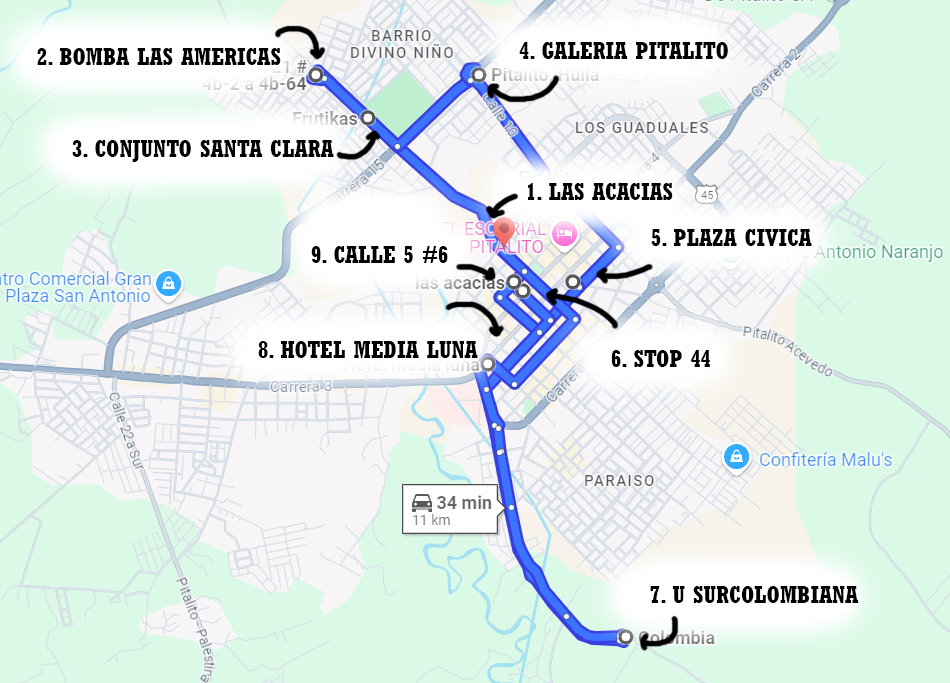 BARRIO
DIVINO NIÑO
2. BOMBA LAS AMERICAS
21 #
4b-2 a 4b-64
4. GALERIA PITALITO
Pitalito, Huila
Carrera 2
Frutikas
Calle 10
LOS GUADUALES
3. CONJUNTO SANTA CLARA
Carrera 15
4
45
1. LAS ACACIAS
PITALITO
5. PLAZA CIVICA
Antonio Naranjo
9. CALLE 5 #6
las acacias
ntro Comercial Gran
Plaza San Antonio
8. HOTEL MEDIA LUNA
Hotel media luna
6. STOP 44
Pitalito Acevedo
Carrera 3
Carrera
Calle 22a Sur
PARAISO
Confitería Malu's
34 min
11 km
Pitalito - Palestina
7. U SURCOLOMBIANA
Colombia